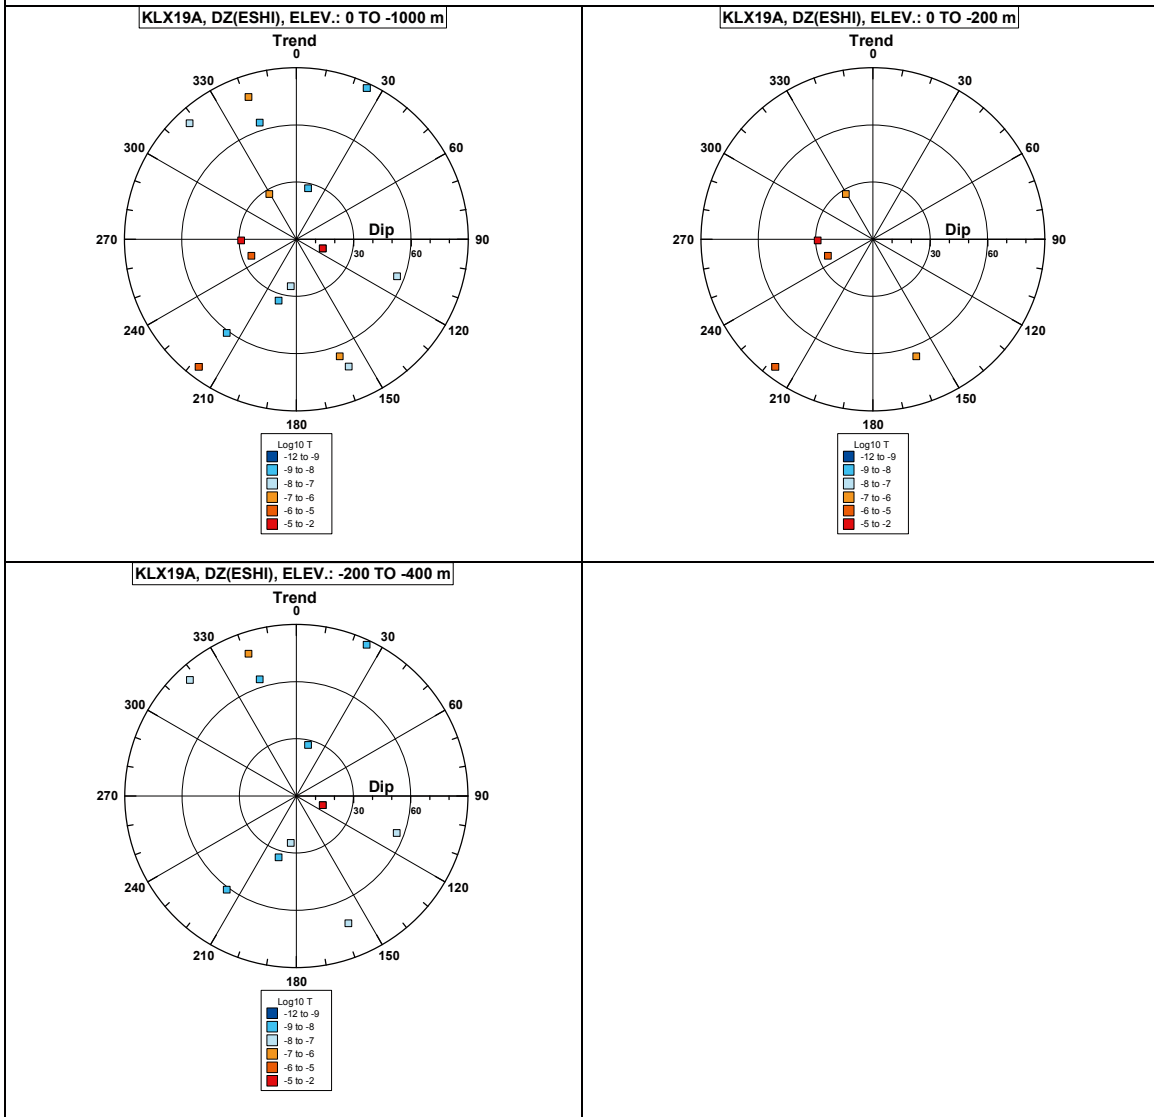 KLX19A, DZ(ESHI), ELEV.: 0 TO -1000 m
Trend
0
330
30
300
60
Dip
270
90
30
60
240
120
210
150
180
Log10 T
-12 to -9
-9 to -8
-8 to -7
-7 to -6
-6 to -5
-5 to -2
KLX19A, DZ(ESHI), ELEV.: 0 TO -200 m
Trend
0
330
30
300
60
Dip
270
90
30
60
240
120
210
150
180
Log10 T
-12 to -9
-9 to -8
-8 to -7
-7 to -6
-6 to -5
-5 to -2
KLX19A, DZ(ESHI), ELEV.: -200 TO -400 m
Trend
0
330
30
300
60
Dip
270
90
30
60
240
120
210
150
180
Log10 T
-12 to -9
-9 to -8
-8 to -7
-7 to -6
-6 to -5
-5 to -2